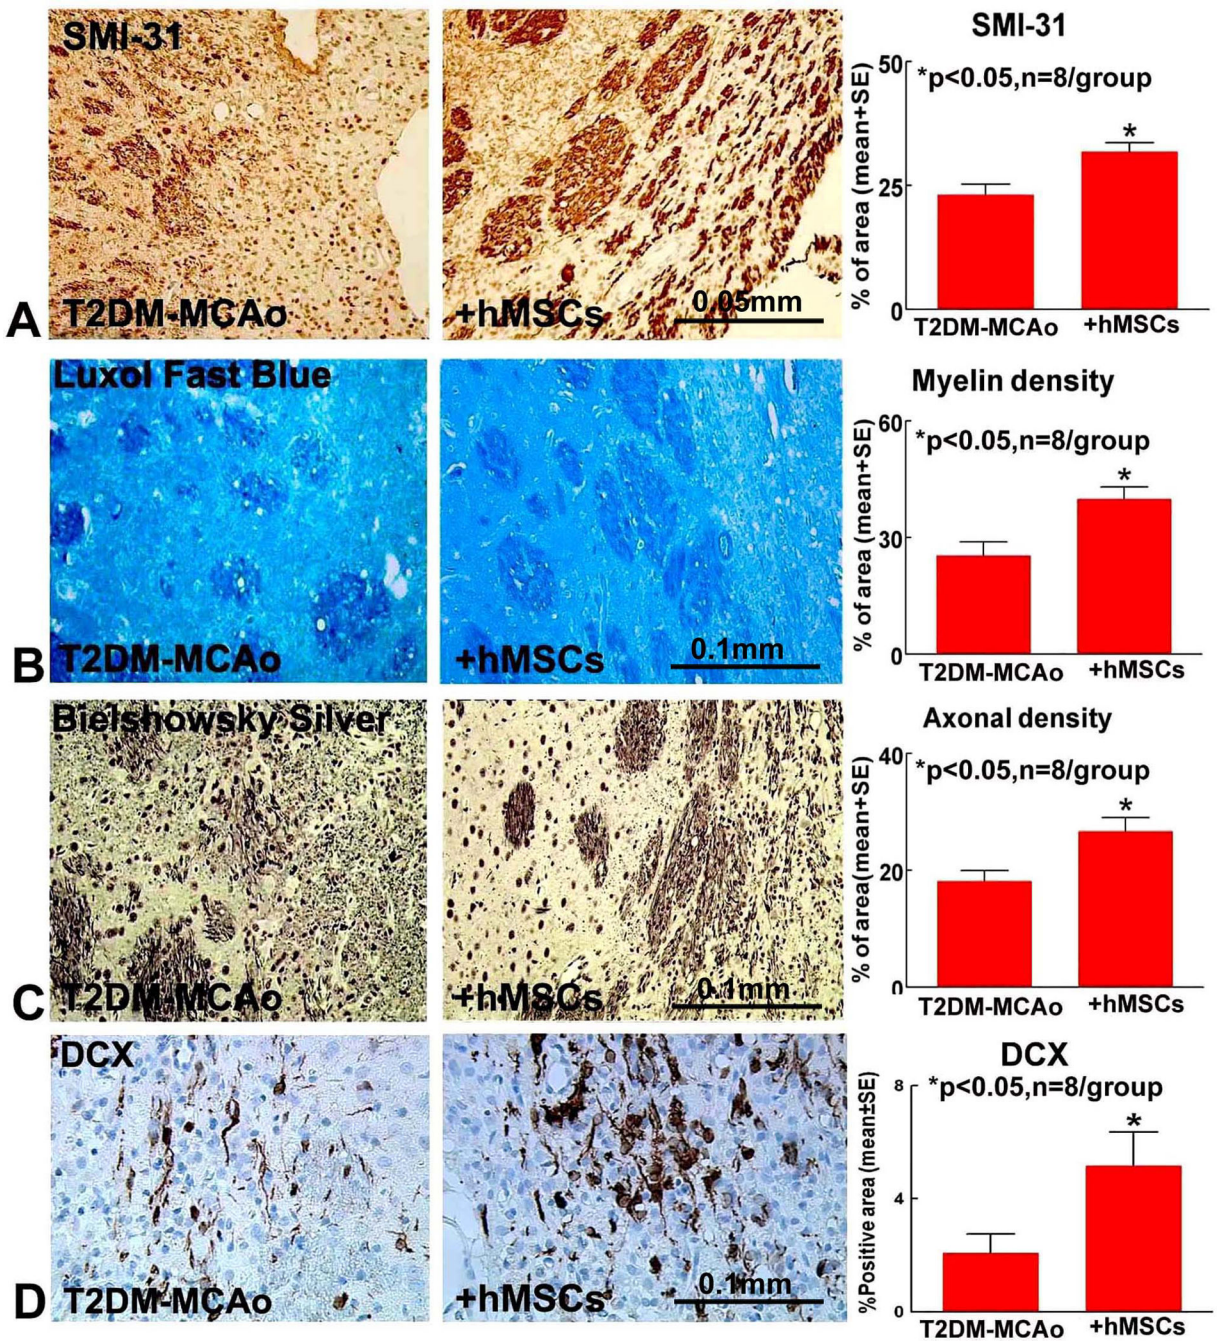 SMI-31
T2DM-MCAo
+hMSCs
0.05mm
A
SMI-31
*p<0.05,n=8/group
% of area (mean+SE)
50
25
0
T2DM-MCAo
+hMSCs
Luxol Fast Blue
T2DM-MCAo
+hMSCs
0.1mm
B
Myelin density
*p<0.05,n=8/group
% of area (mean+SE)
60
30
0
*
T2DM-MCAo
+hMSCs
Bielshowsky Silver
T2DM-MCAo
+hMSCs
0.1mm
C
Axonal density
*p<0.05,n=8/group
% of area(mean+SE)
40
20
0
*
T2DM-MCAo
+hMSCs
DCX
T2DM-MCAo
+hMSCs
0.1mm
D
DCX
*p<0.05,n=8/group
%Positive area (mean±SE)
8
4
0
*
T2DM-MCAo
+hMSCs